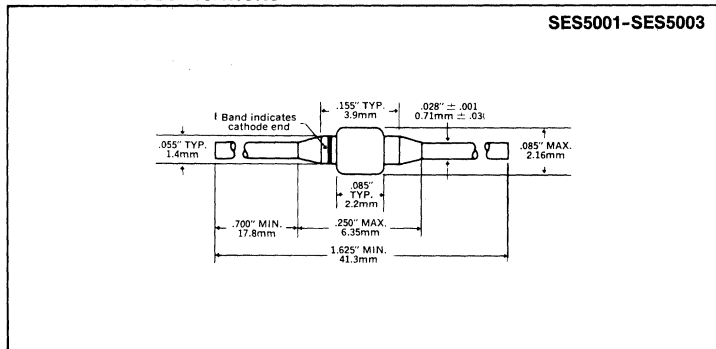 SES5001-SES5003
.155" TYP.
3.9mm
.028" ± .001
0.71mm ± .03
Band indicates
cathode end
.055" TYP.
1.4mm
.085" MAX.
2.16mm
.085"
TYP.
2.2mm
.700" MIN.
17.8mm
.250" MAX.
6.35mm
1.625" MIN.
41.3mm